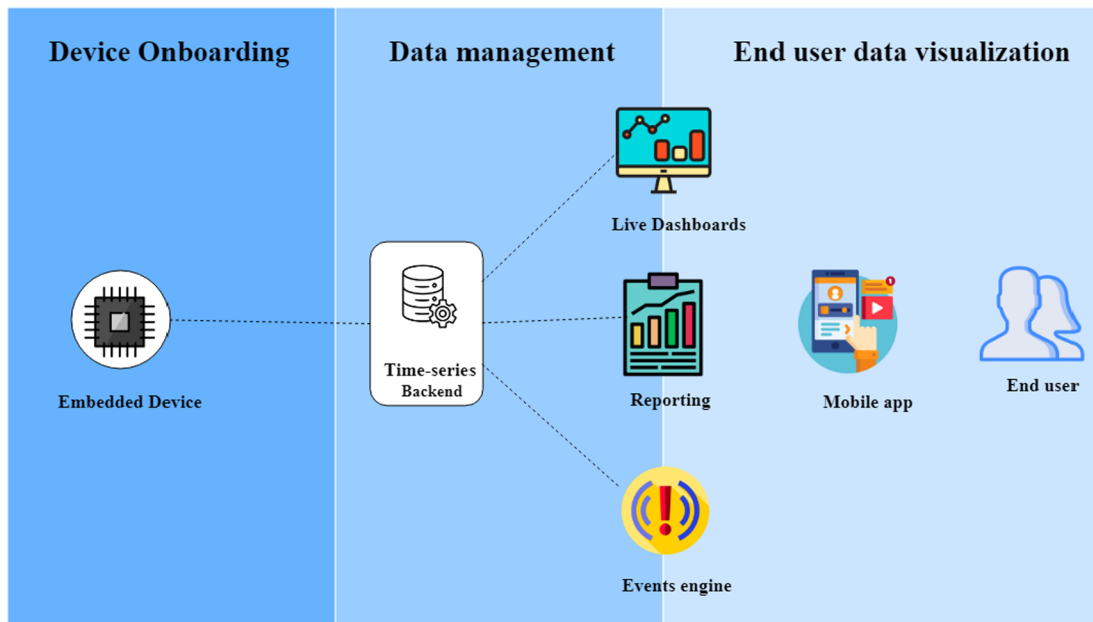 Device Onboarding
Data management
End user data visualization
Live Dashboards
Time-series
Backend
Embedded Device
Reporting
Mobile app
End user
Events engine